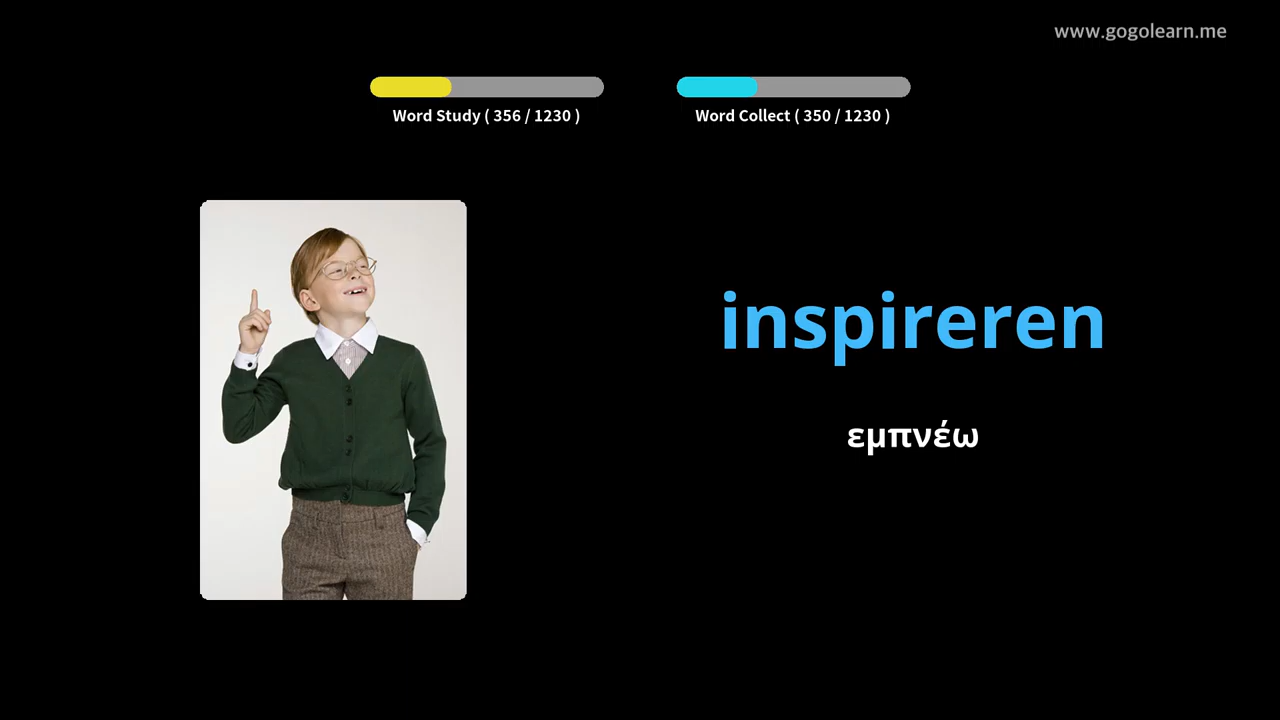 www.gogolearn.me
Word Study ( 356 / 1230 )
Word Collect ( 350 / 1230 )
inspireren
εμπνέω